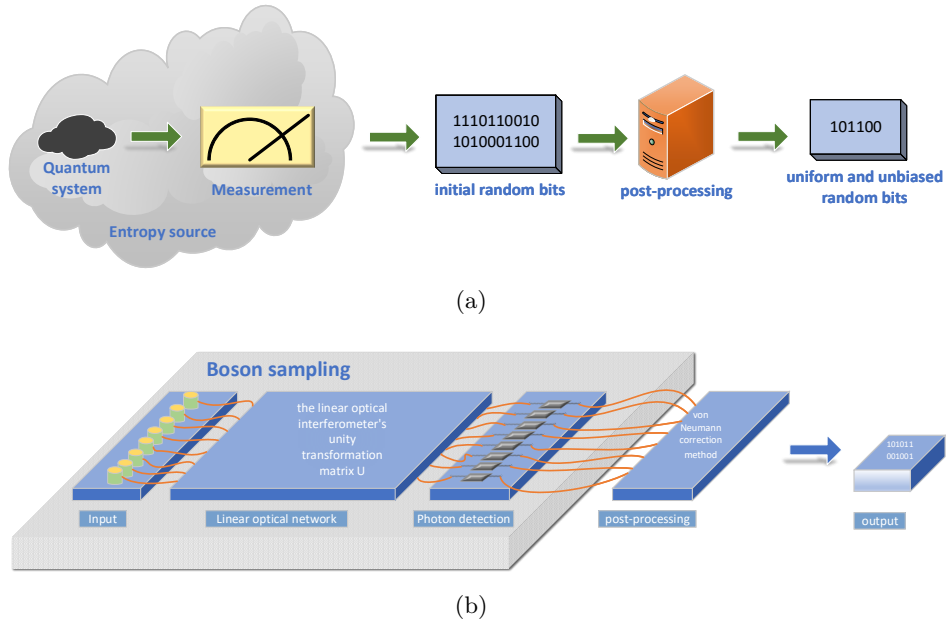 Quantum
system
Measurement
Entropy source
1110110010
1010001100
initial random bits
post-processing
101100
uniform and unbiased
random bits
(a)
Boson sampling
the linear optical
interferometer's
unity
transformation
matrix U
von
Neumann
correction
method
101011
001001
Input
Linear optical network
Photon detection
post-processing
output
(b)